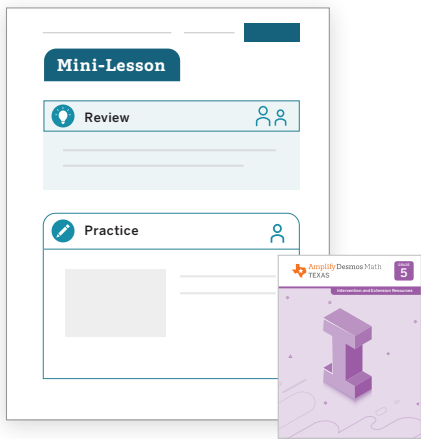 Mini-Lesson
Review
Practice
Amplify Desmos Math
TEXAS
GRADE
5
Intervention and Extension Resources
I